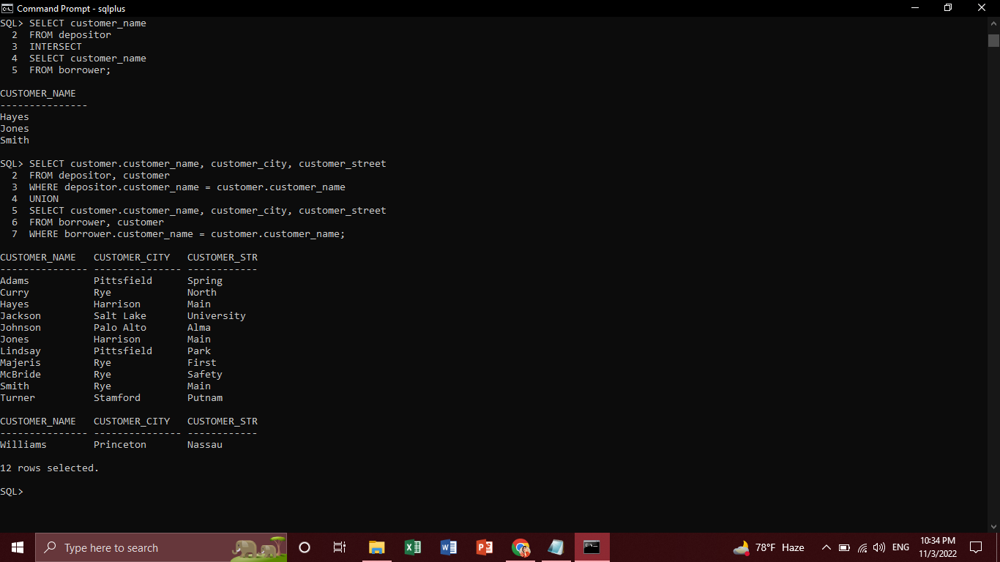 Command Prompt - sqlplus
SQL> SELECT customer_name
  2  FROM depositor
  3  INTERSECT
  4  SELECT customer_name
  5  FROM borrower;

CUSTOMER_NAME
---------------
Hayes
Jones
Smith

SQL> SELECT customer.customer_name, customer_city, customer_street
  2  FROM depositor, customer
  3  WHERE depositor.customer_name = customer.customer_name
  4  UNION
  5  SELECT customer.customer_name, customer_city, customer_street
  6  FROM borrower, customer
  7  WHERE borrower.customer_name = customer.customer_name;

CUSTOMER_NAME   CUSTOMER_CITY   CUSTOMER_STR
--------------- --------------- ------------
Adams           Pittsfield      Spring
Curry           Rye             North
Hayes           Harrison        Main
Jackson         Salt Lake       University
Johnson         Palo Alto       Alma
Jones           Harrison        Main
Lindsay         Pittsfield      Park
Majeris         Rye             First
McBride         Rye             Safety
Smith           Rye             Main
Turner          Stamford        Putnam

CUSTOMER_NAME   CUSTOMER_CITY   CUSTOMER_STR
--------------- --------------- ------------
Williams        Princeton       Nassau

12 rows selected.

SQL>
Type here to search
78°F Haze
ENG
10:34 PM
11/3/2022